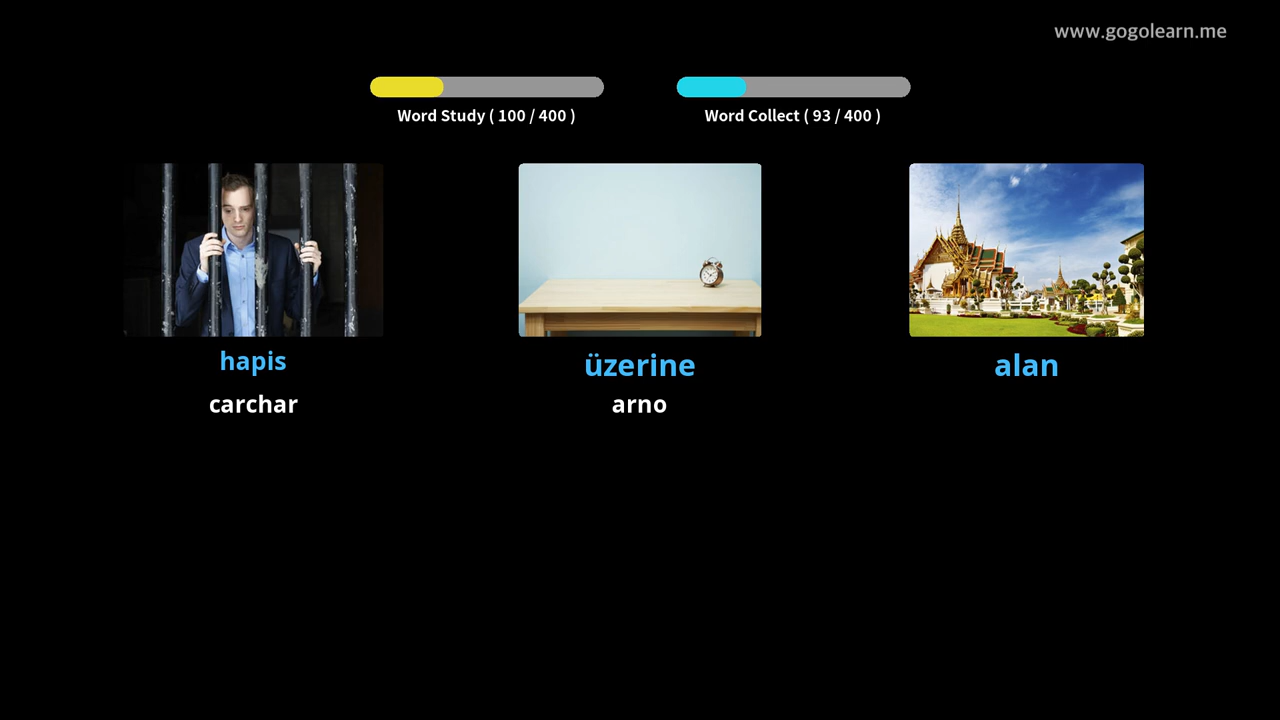 www.gogolearn.me
Word Study ( 100 / 400 )
Word Collect ( 93 / 400 )
hapis
üzerine
alan
carchar
arno